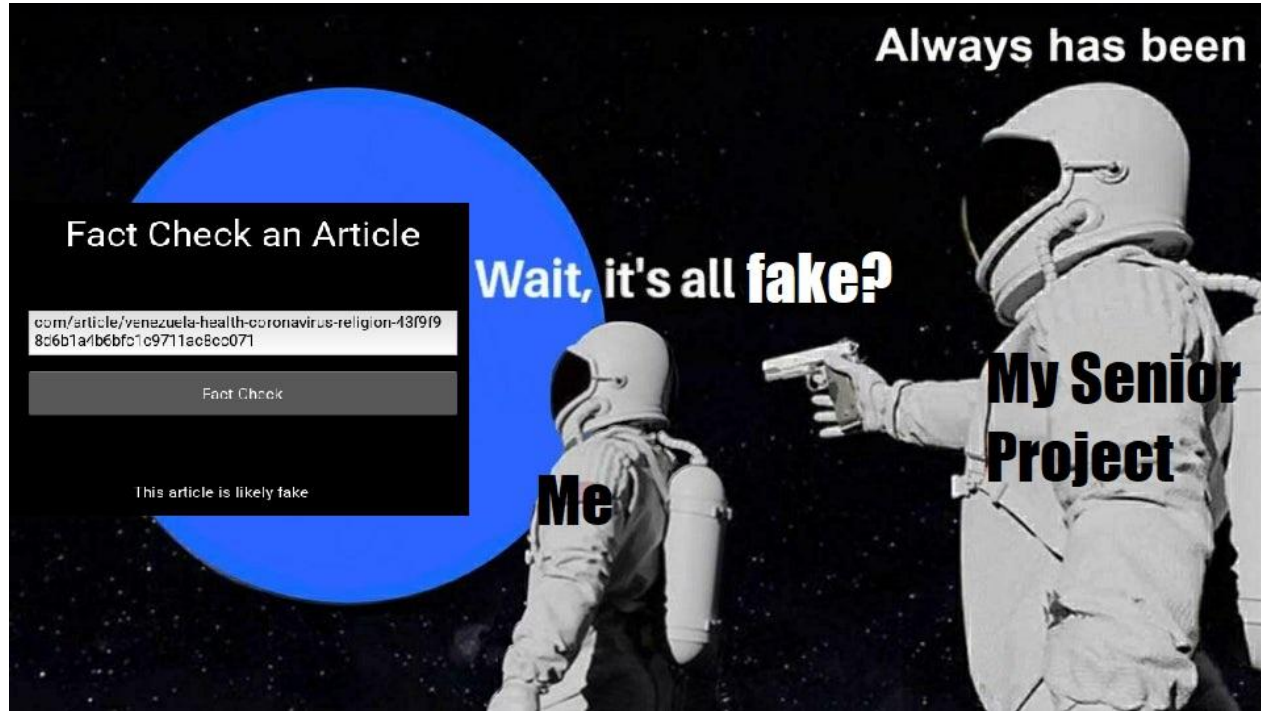 Always has been
Fact Check an Article
Wait, it's all fake?
com/article/venezuela-health-coronavirus-religion-43f9f9
8d6b1a4b6bfc1c9711ac8cc071
Fact Check
This article is likely fake
Me
My Senior
Project